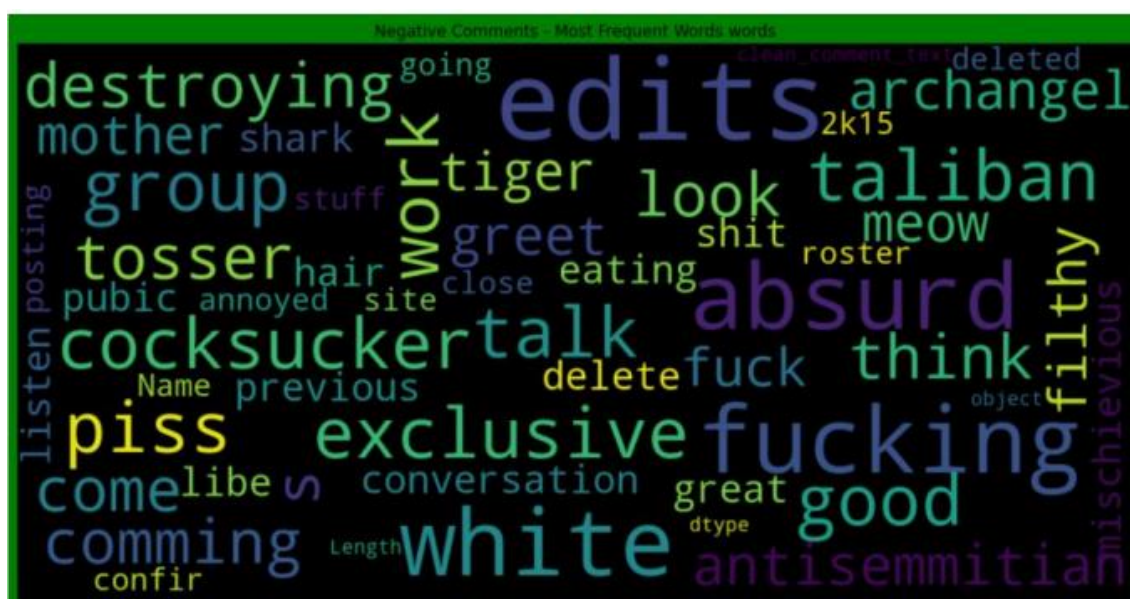 Negative Comments - Most Frequent Words words
clean_comment_text
going
deleted
destroying
edits
archangel
mother
shark
2k15
work
tiger
taliban
group
stuff
look
meow
posting
greet
shit
roster
tosser
hair
eating
close
absurd
filthy
pubic
annoyed
site
cocksucker
talk
think
mischievious
listen
Name
previous
delete
fuck
object
piss
exclusive
fucking
come
libe
S
conversation
great
good
comming
Length
white
dtype
antisemmitian
confir